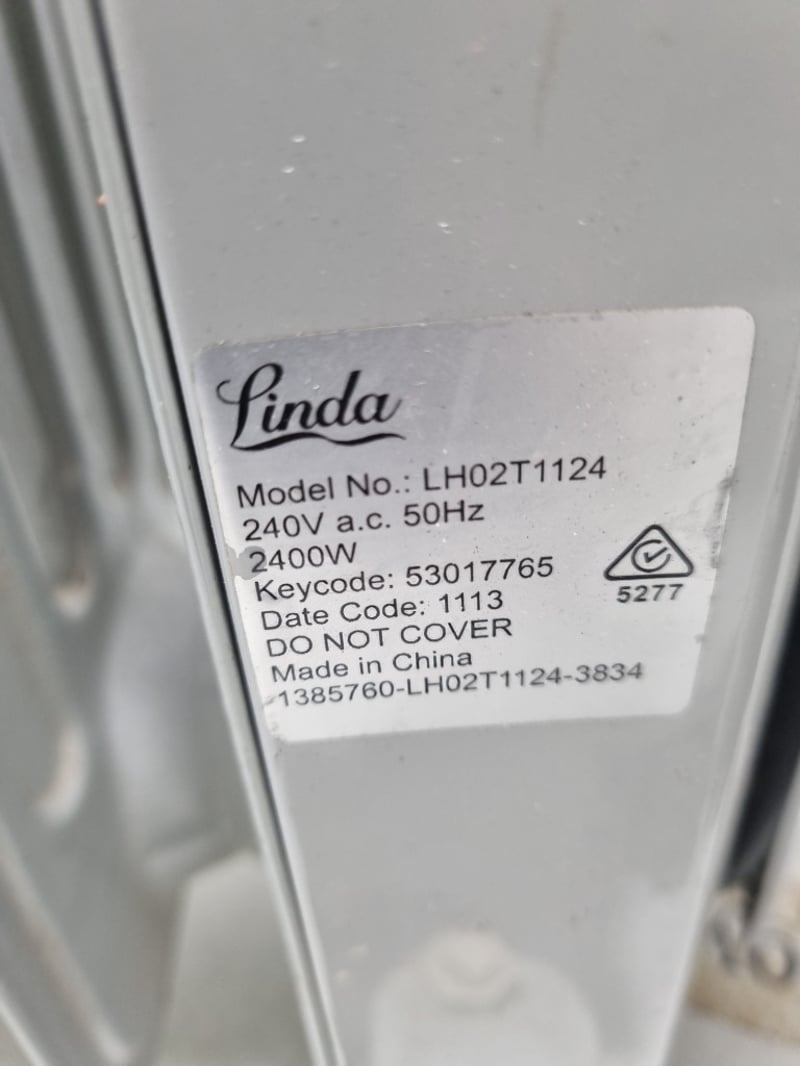 Linda
Model No.: LH02T1124
240V a.c. 50Hz
2400W
Keycode: 53017765
5277
Date Code: 1113
DO NOT COVER
Made in China
1385760-LH02T1124-3834